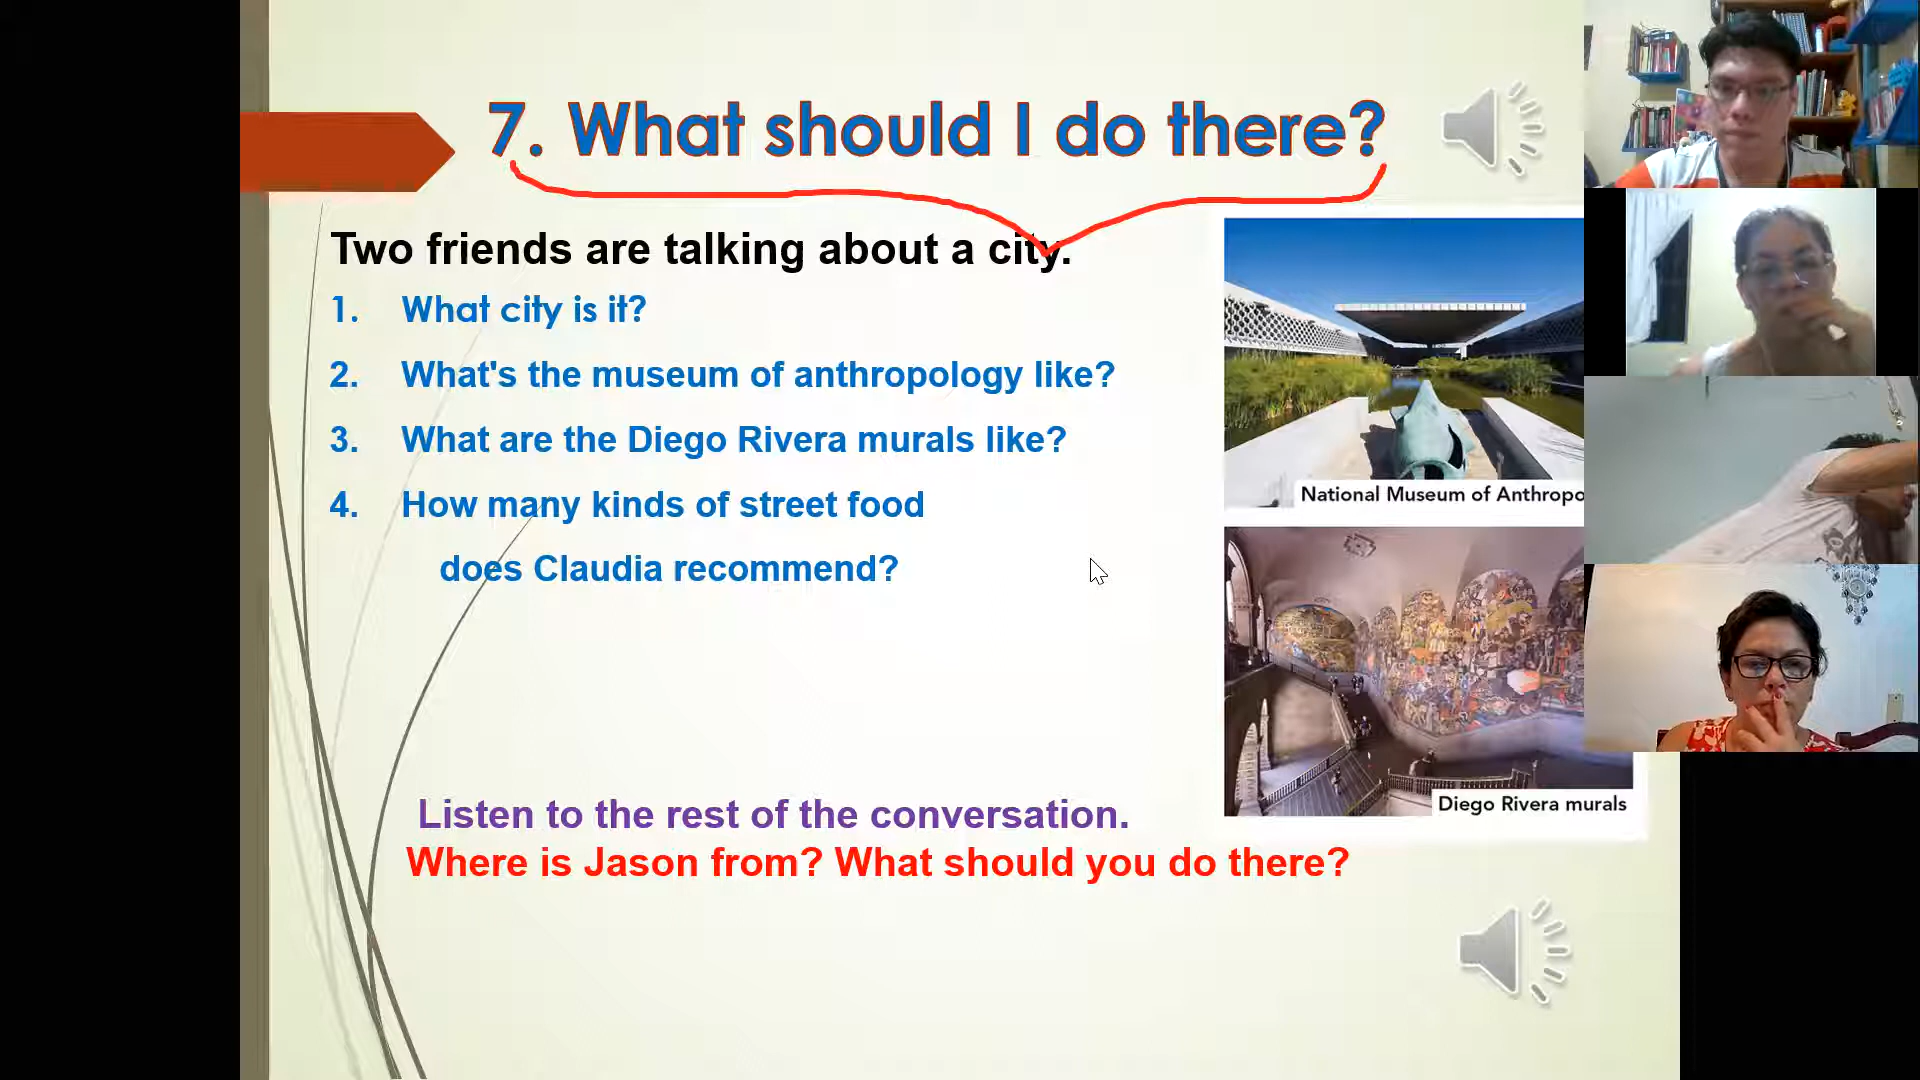 7. What should I do there?
Two friends are talking about a city.
1. What city is it?
2. What's the museum of anthropology like?
3. What are the Diego Rivera murals like?
4. How many kinds of street food
does Claudia recommend?
National Museum of Anthropo
Diego Rivera murals
Listen to the rest of the conversation.
Where is Jason from? What should you do there?